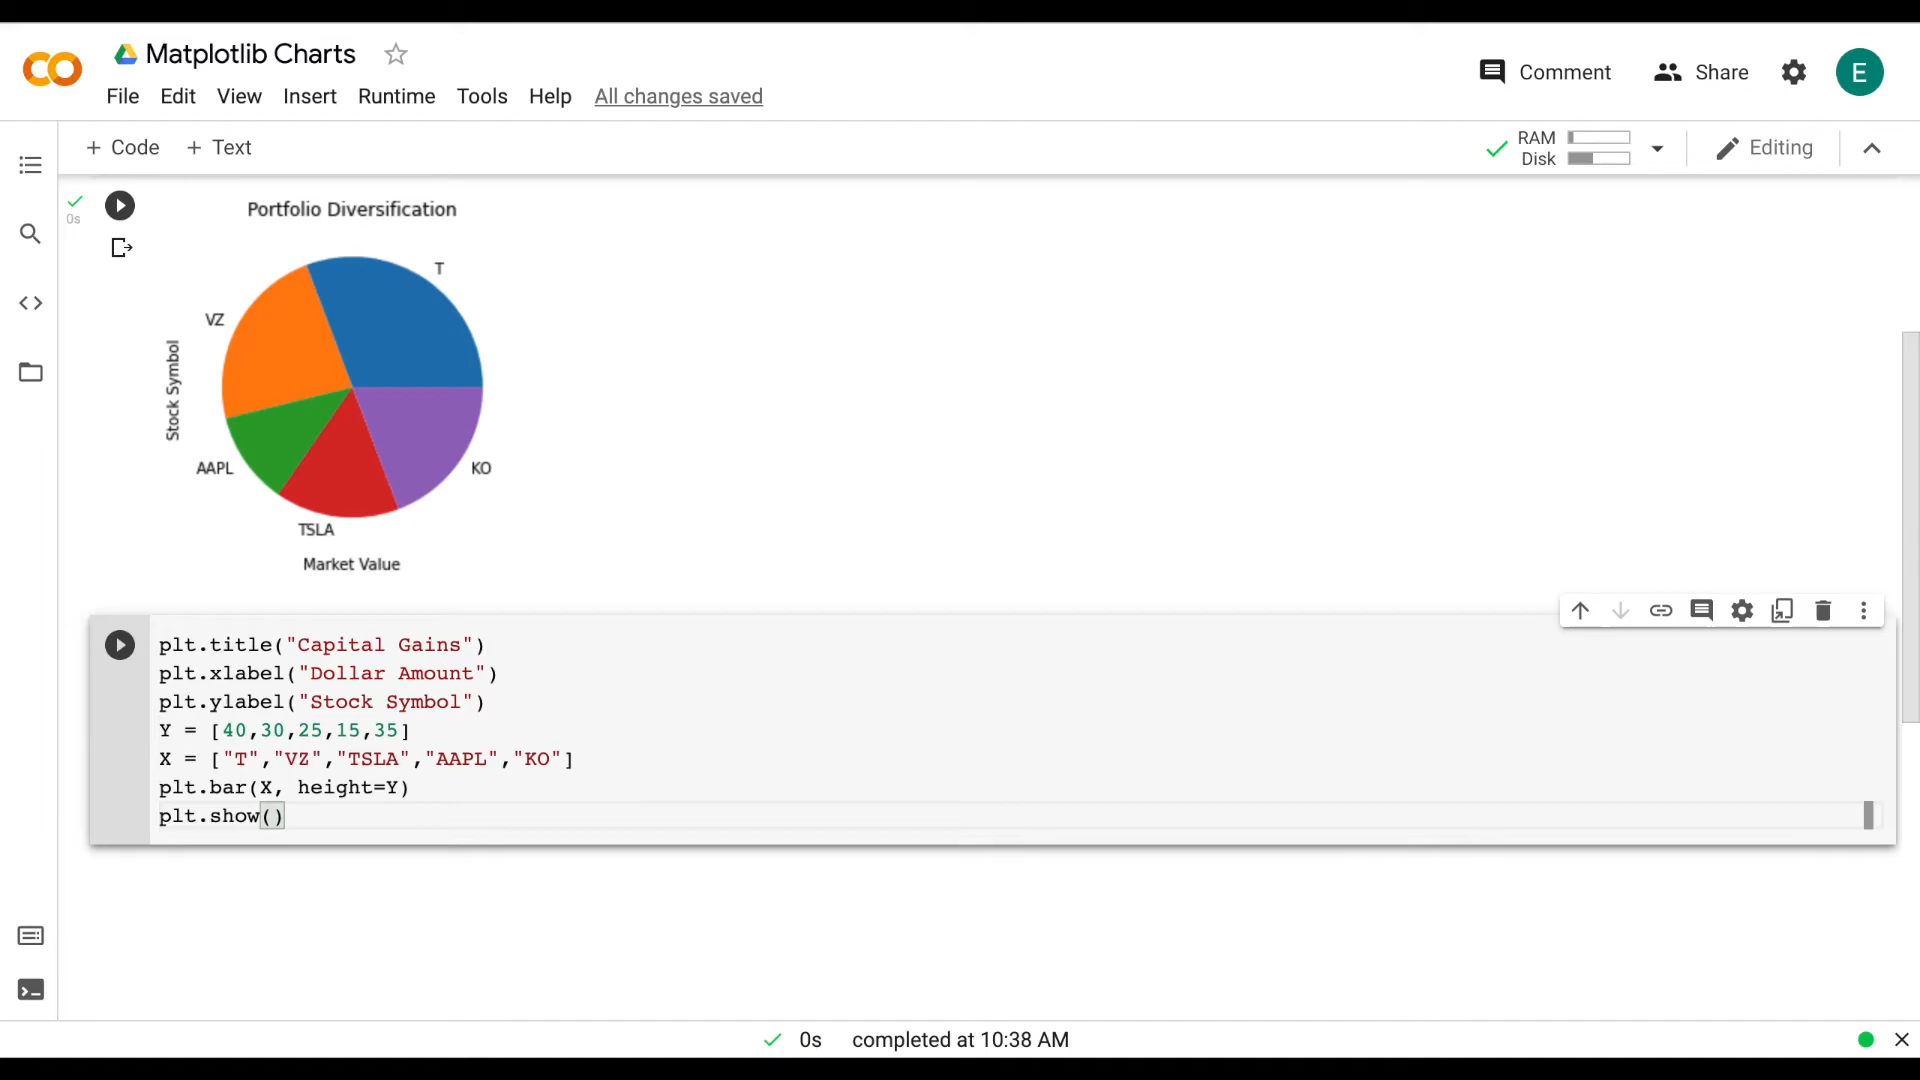 Matplotlib Charts
Comment Share E
File Edit View Insert Runtime Tools Help All changes saved
+ Code + Text
RAM
Disk
Editing
0s
Portfolio Diversification
T
VZ
Stock Symbol
AAPL
KO
TSLA
Market Value
plt.title("Capital Gains")
plt.xlabel("Dollar Amount")
plt.ylabel("Stock Symbol")
Y = [40,30,25,15,35]
X = ["T","VZ","TSLA","AAPL","KO"]
plt.bar(X, height=Y)
plt.show()
0s completed at 10:38 AM